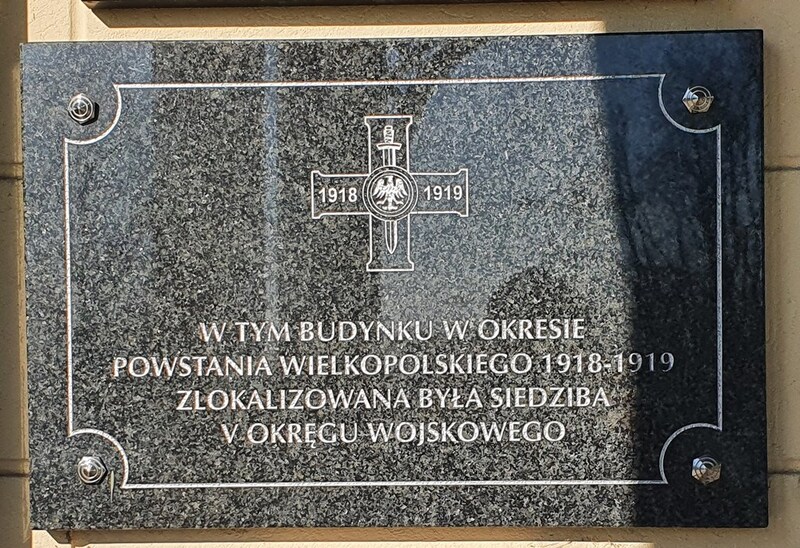 1918 1919
W TYM BUDYNKU W OKRESIE
POWSTANIA WIELKOPOLSKIEGO 1918-1919
ZLOKALIZOWANA BYŁA SIEDZIBA
V OKRĘGU WOJSKOWEGO